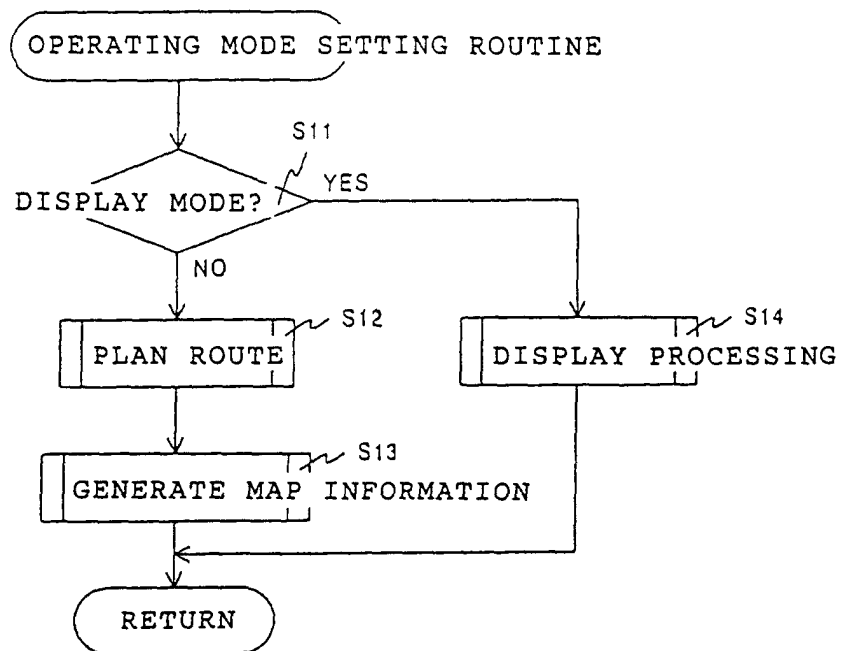 OPERATING MODE SETTING ROUTINE
S11
DISPLAY MODE?
YES
NO
S12
PLAN ROUTE
S14
DISPLAY PROCESSING
S13
GENERATE MAP INFORMATION
RETURN